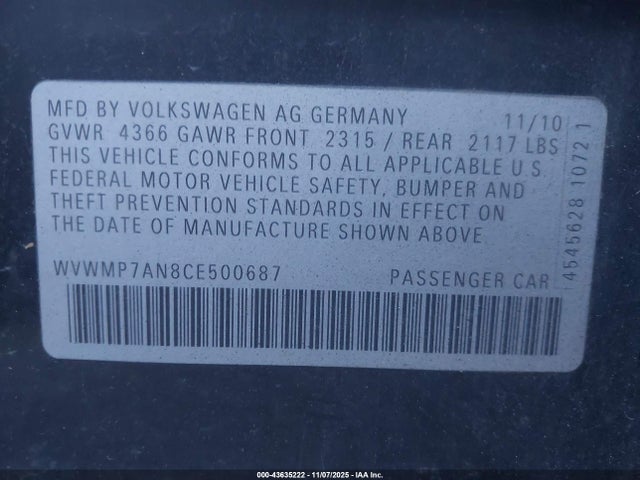 MFD BY VOLKSWAGEN AG GERMANY 11/10
GVWR 4366 GAWR FRONT 2315 / REAR 2117 LBS
THIS VEHICLE CONFORMS TO ALL APPLICABLE U.S.
FEDERAL MOTOR VEHICLE SAFETY, BUMPER AND
THEFT PREVENTION STANDARDS IN EFFECT ON
THE DATE OF MANUFACTURE SHOWN ABOVE.
WVWMP7AN8CE500687 PASSENGER CAR
4545628 1072 1
000-43635222 | 11/07/2025 | IAA Inc.